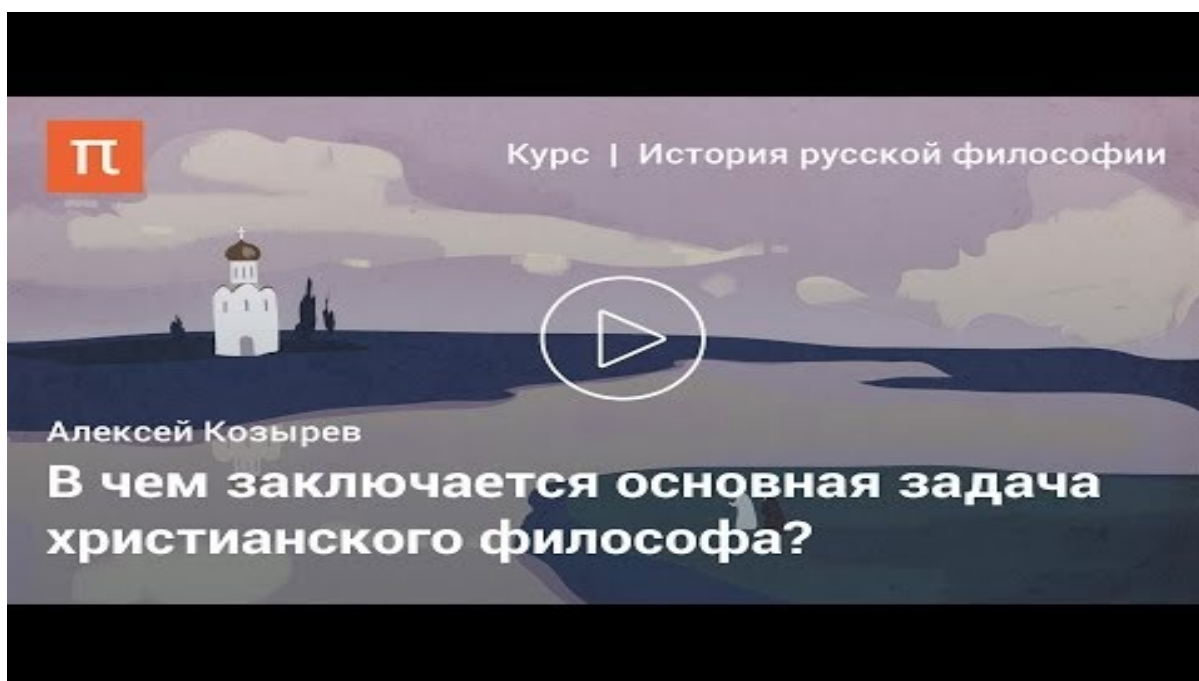 π
Курс | История русской философии
Алексей Козырев
В чем заключается основная задача
христианского философа?